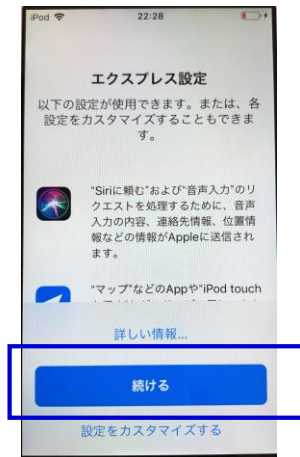 iPod 22:28
エクスプレス設定
以下の設定が使用できます。または、各
設定をカスタマイズすることもできま
す。
"Siriに頼む"および"音声入力"のリ
クエストを処理するために、音声
入力の内容、連絡先情報、位置情
報などの情報がAppleに送信され
ます。
"マップ"などのAppや"iPod touch
詳しい情報...
続ける
設定をカスタマイズする